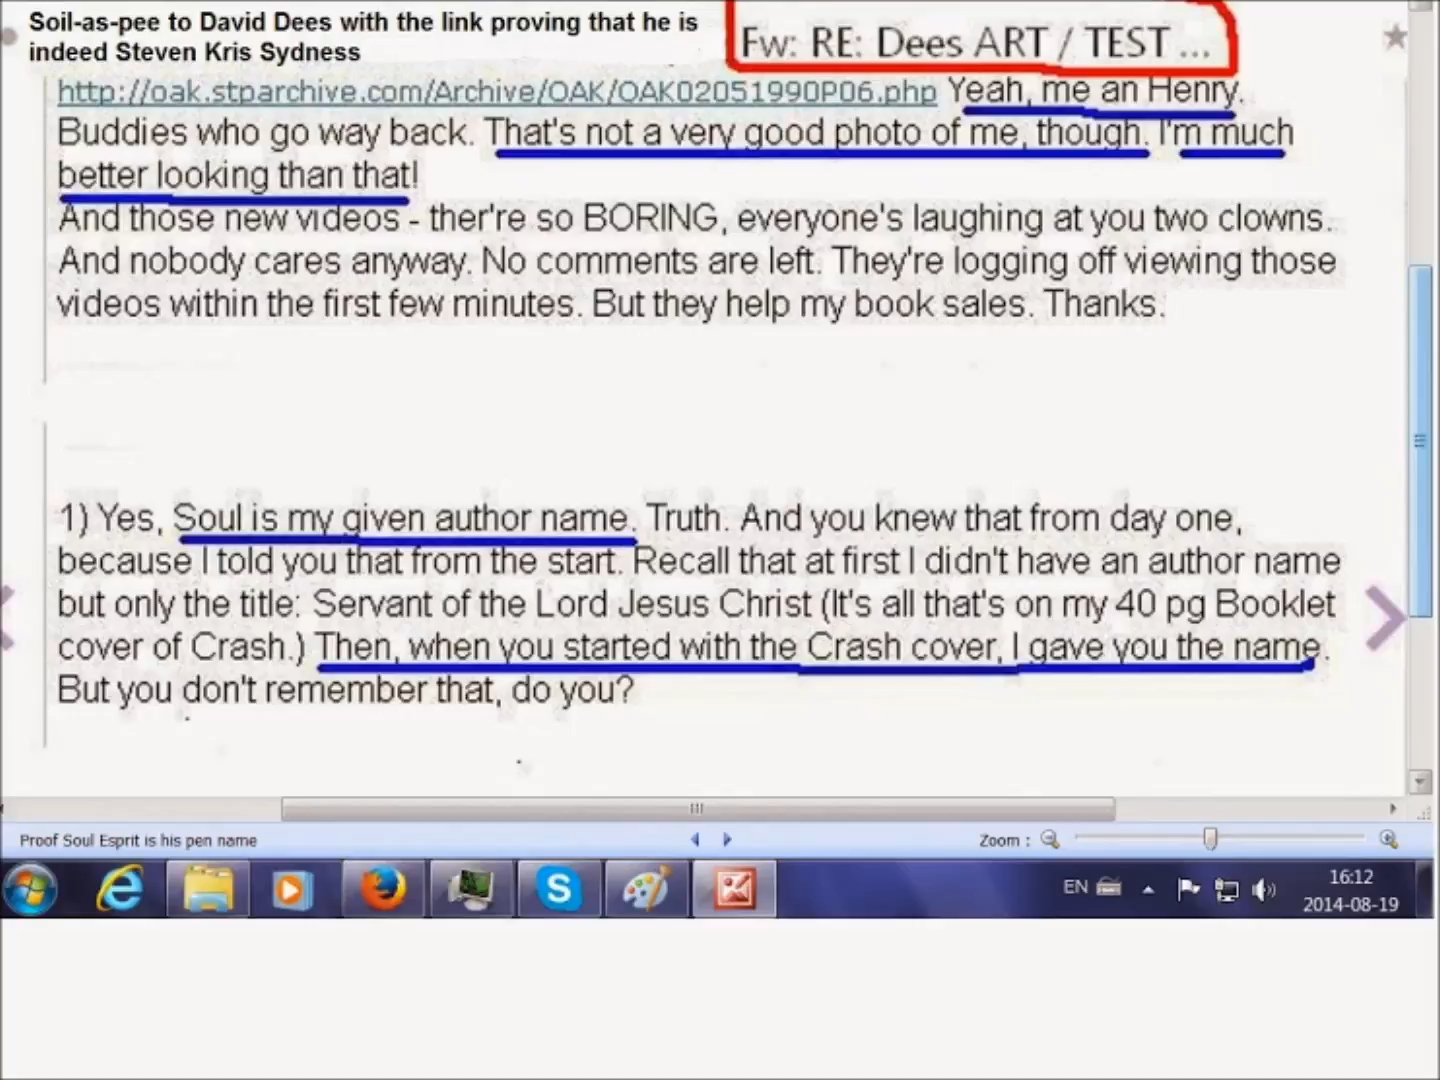 Soil-as-pee to David Dees with the link proving that he is
indeed Steven Kris Sydness
Fw: RE: Dees ART / TEST ...
http://oak.stparchive.com/Archive/OAK/OAK02051990P06.php Yeah, me an Henry.
Buddies who go way back. That's not a very good photo of me, though. I'm much
better looking than that!
And those new videos - ther're so BORING, everyone's laughing at you two clowns.
And nobody cares anyway. No comments are left. They're logging off viewing those
videos within the first few minutes. But they help my book sales. Thanks.
1) Yes, Soul is my given author name. Truth. And you knew that from day one,
because I told you that from the start. Recall that at first I didn't have an author name
but only the title: Servant of the Lord Jesus Christ (It's all that's on my 40 pg Booklet
cover of Crash.) Then, when you started with the Crash cover, I gave you the name.
But you don't remember that, do you?
Proof Soul Esprit is his pen name
Zoom :
EN
16:12
2014-08-19